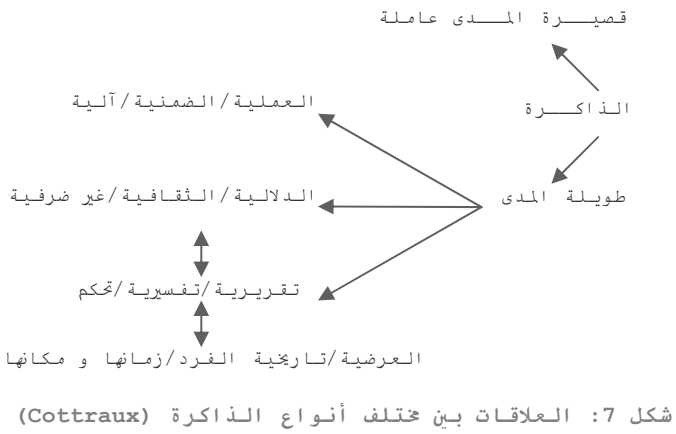 قصيرة المدى عاملة
العملية/الضمنية/آلية
الذاكرة
الدلالية/الثقافية/غير ضرفية
طويلة المدى
تقريرية/تفسيرية/تحكم
العرضية/تاريخية الفرد/زمانها و مكانها
شكل 7: العلاقات بين مختلف أنواع الذاكرة (Cottraux)